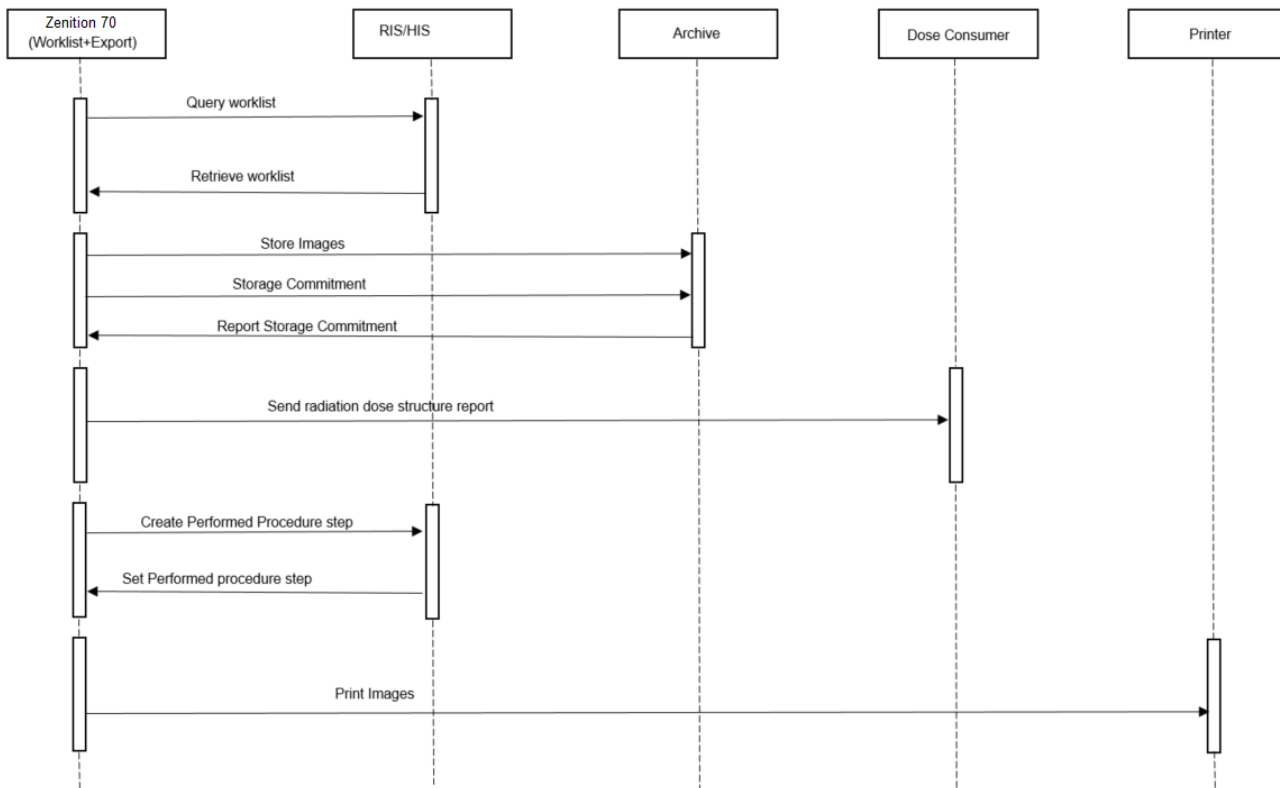 Zenition 70
(Worklist+Export)
RIS/HIS
Archive
Dose Consumer
Printer
Query worklist
Retrieve worklist
Store Images
Storage Commitment
Report Storage Commitment
Send radiation dose structure report
Create Performed Procedure step
Set Performed procedure step
Print Images